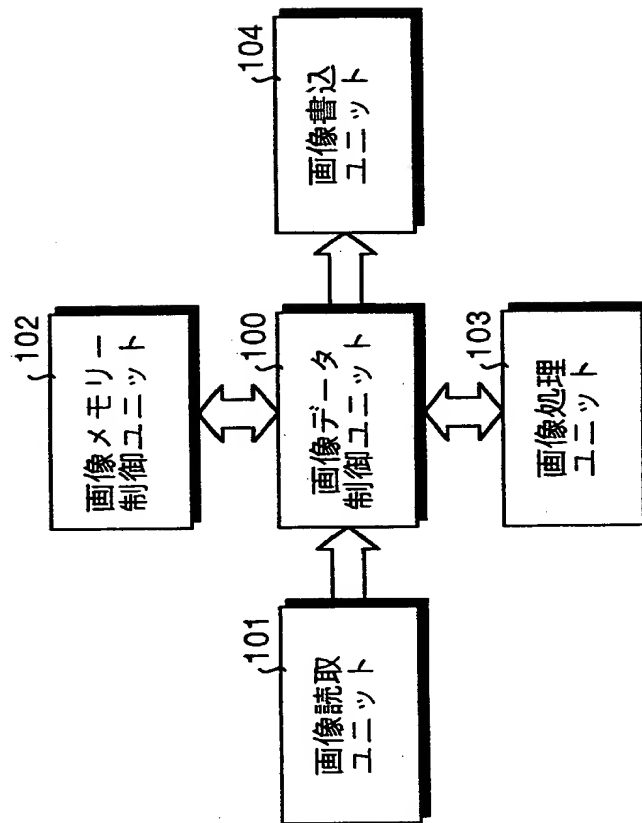 101
画像読取
ユニット
103
画像処理
ユニット
100
画像データ
制御ユニット
102
画像メモリー
制御ユニット
104
画像書込
ユニット